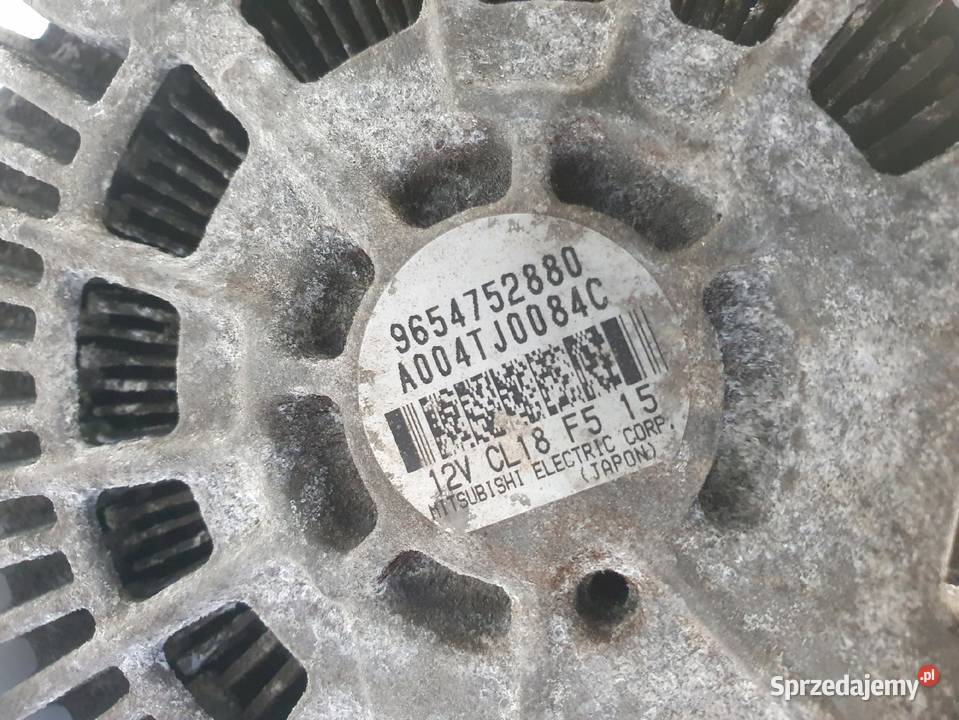 9654752880
A004TJ0084C
12V CL18 F5 15
MITSUBISHI ELECTRIC CORP.
(JAPON)
Sprzedajemy.pl